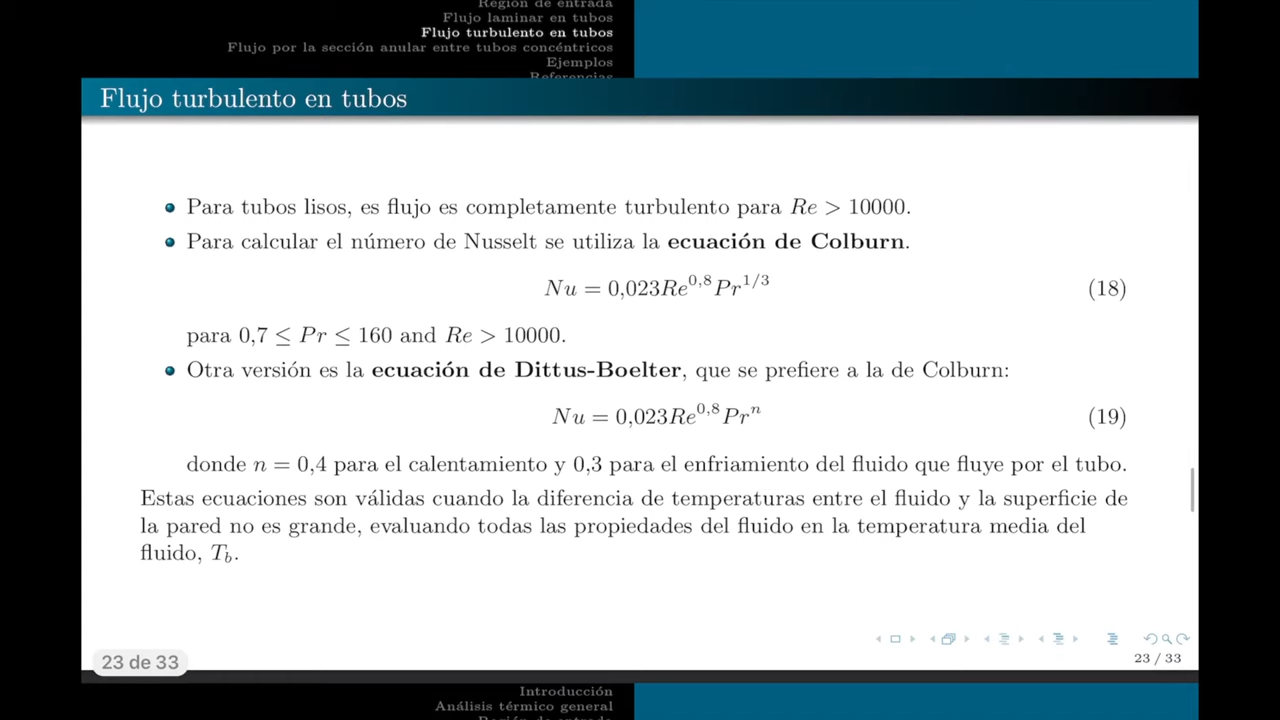 Región de entrada
Flujo laminar en tubos
Flujo turbulento en tubos
Flujo por la sección anular entre tubos concéntricos
Ejemplos
Referencias
Flujo turbulento en tubos
Para tubos lisos, es flujo es completamente turbulento para Re > 10000.
Para calcular el número de Nusselt se utiliza la ecuación de Colburn.
Nu = 0,023Re^{0,8}Pr^{1/3} (18)
para 0,7 ≤ Pr ≤ 160 and Re > 10000.
Otra versión es la ecuación de Dittus-Boelter, que se prefiere a la de Colburn:
Nu = 0,023Re^{0,8}Pr^{n} (19)
donde n = 0,4 para el calentamiento y 0,3 para el enfriamiento del fluido que fluye por el tubo.
Estas ecuaciones son válidas cuando la diferencia de temperaturas entre el fluido y la superficie de
la pared no es grande, evaluando todas las propiedades del fluido en la temperatura media del
fluido, T_b.
23 de 33
23 / 33
Introducción
Análisis térmico general
Región de entrada